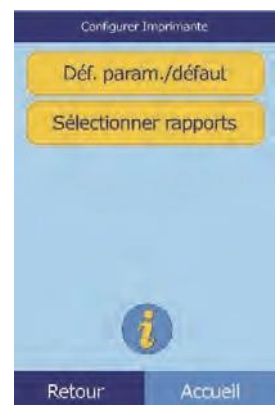 Configurer Imprimante
Déf. param./défaut
Sélectionner rapports
i
Retour Accueil